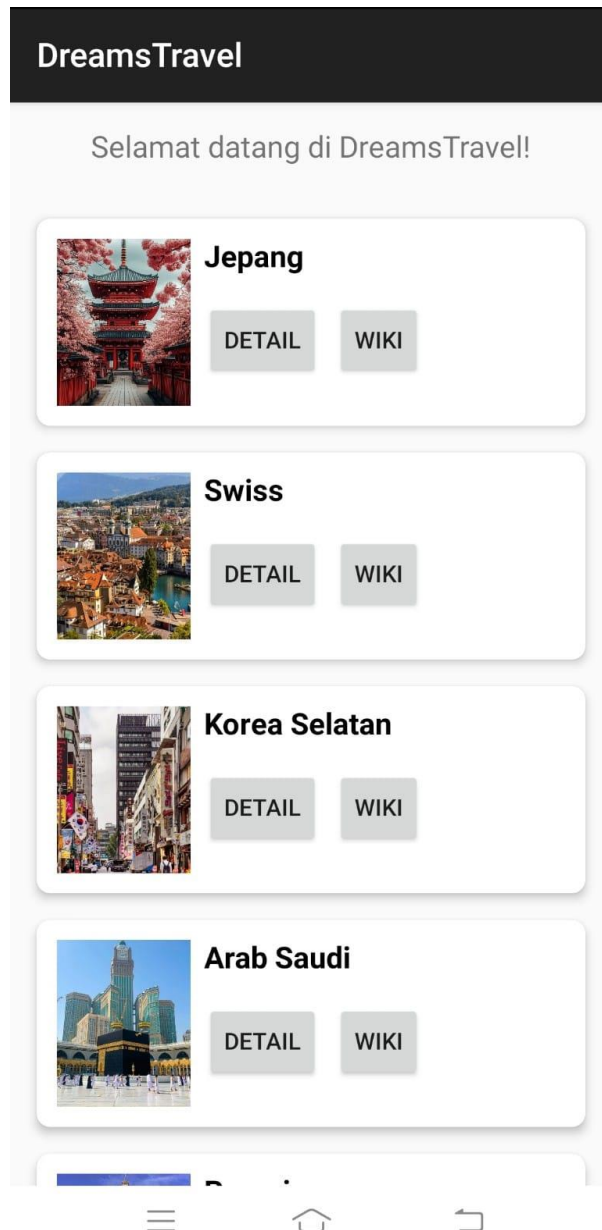 DreamsTravel
Selamat datang di DreamsTravel!
Jepang
DETAIL WIKI
Swiss
DETAIL WIKI
Korea Selatan
DETAIL WIKI
Arab Saudi
DETAIL WIKI